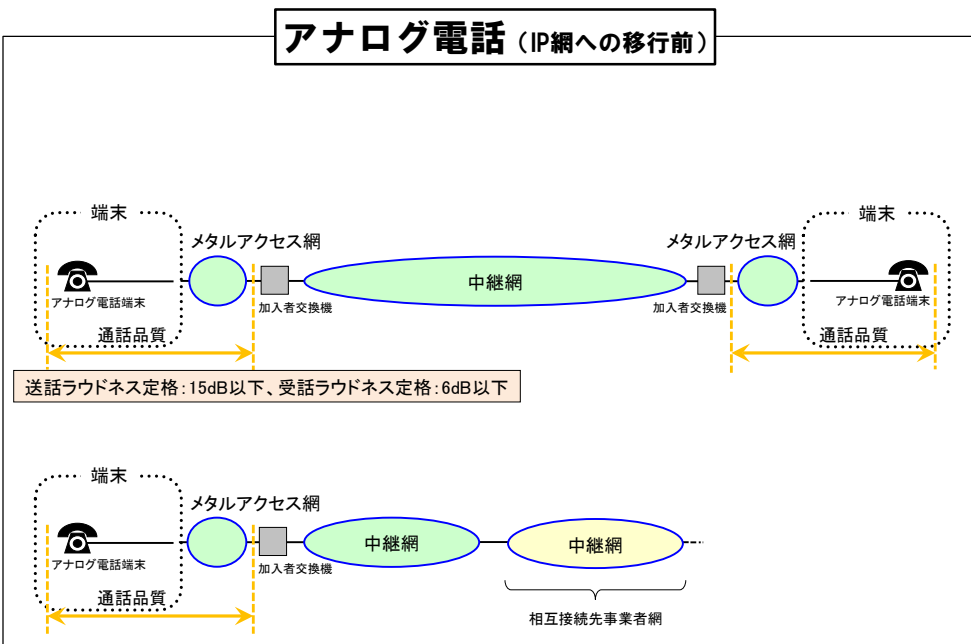 アナログ電話（IP網への移行前）
端末
端末
メタルアクセス網
メタルアクセス網
中継網
アナログ電話端末
加入者交換機
加入者交換機
アナログ電話端末
通話品質
通話品質
送話ラウドネス定格：15dB以下、受話ラウドネス定格：6dB以下
端末
メタルアクセス網
中継網
中継網
アナログ電話端末
加入者交換機
通話品質
相互接続先事業者網